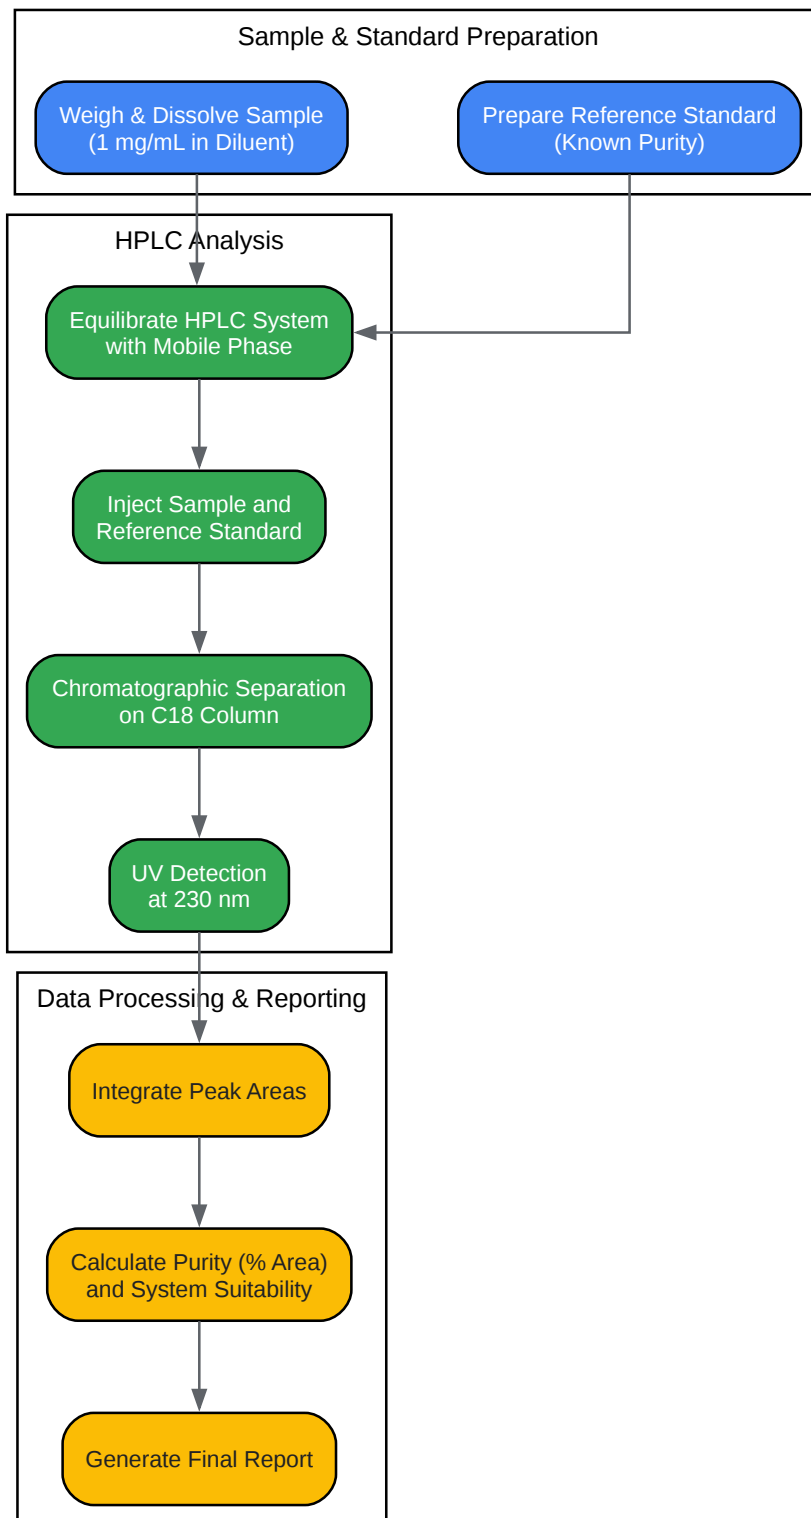 Sample & Standard Preparation
Weigh & Dissolve Sample
(1 mg/mL in Diluent)
Prepare Reference Standard
(Known Purity)
HPLC Analysis
Equilibrate HPLC System
with Mobile Phase
Inject Sample and
Reference Standard
Chromatographic Separation
on C18 Column
UV Detection
at 230 nm
Data Processing & Reporting
Integrate Peak Areas
Calculate Purity (% Area)
and System Suitability
Generate Final Report